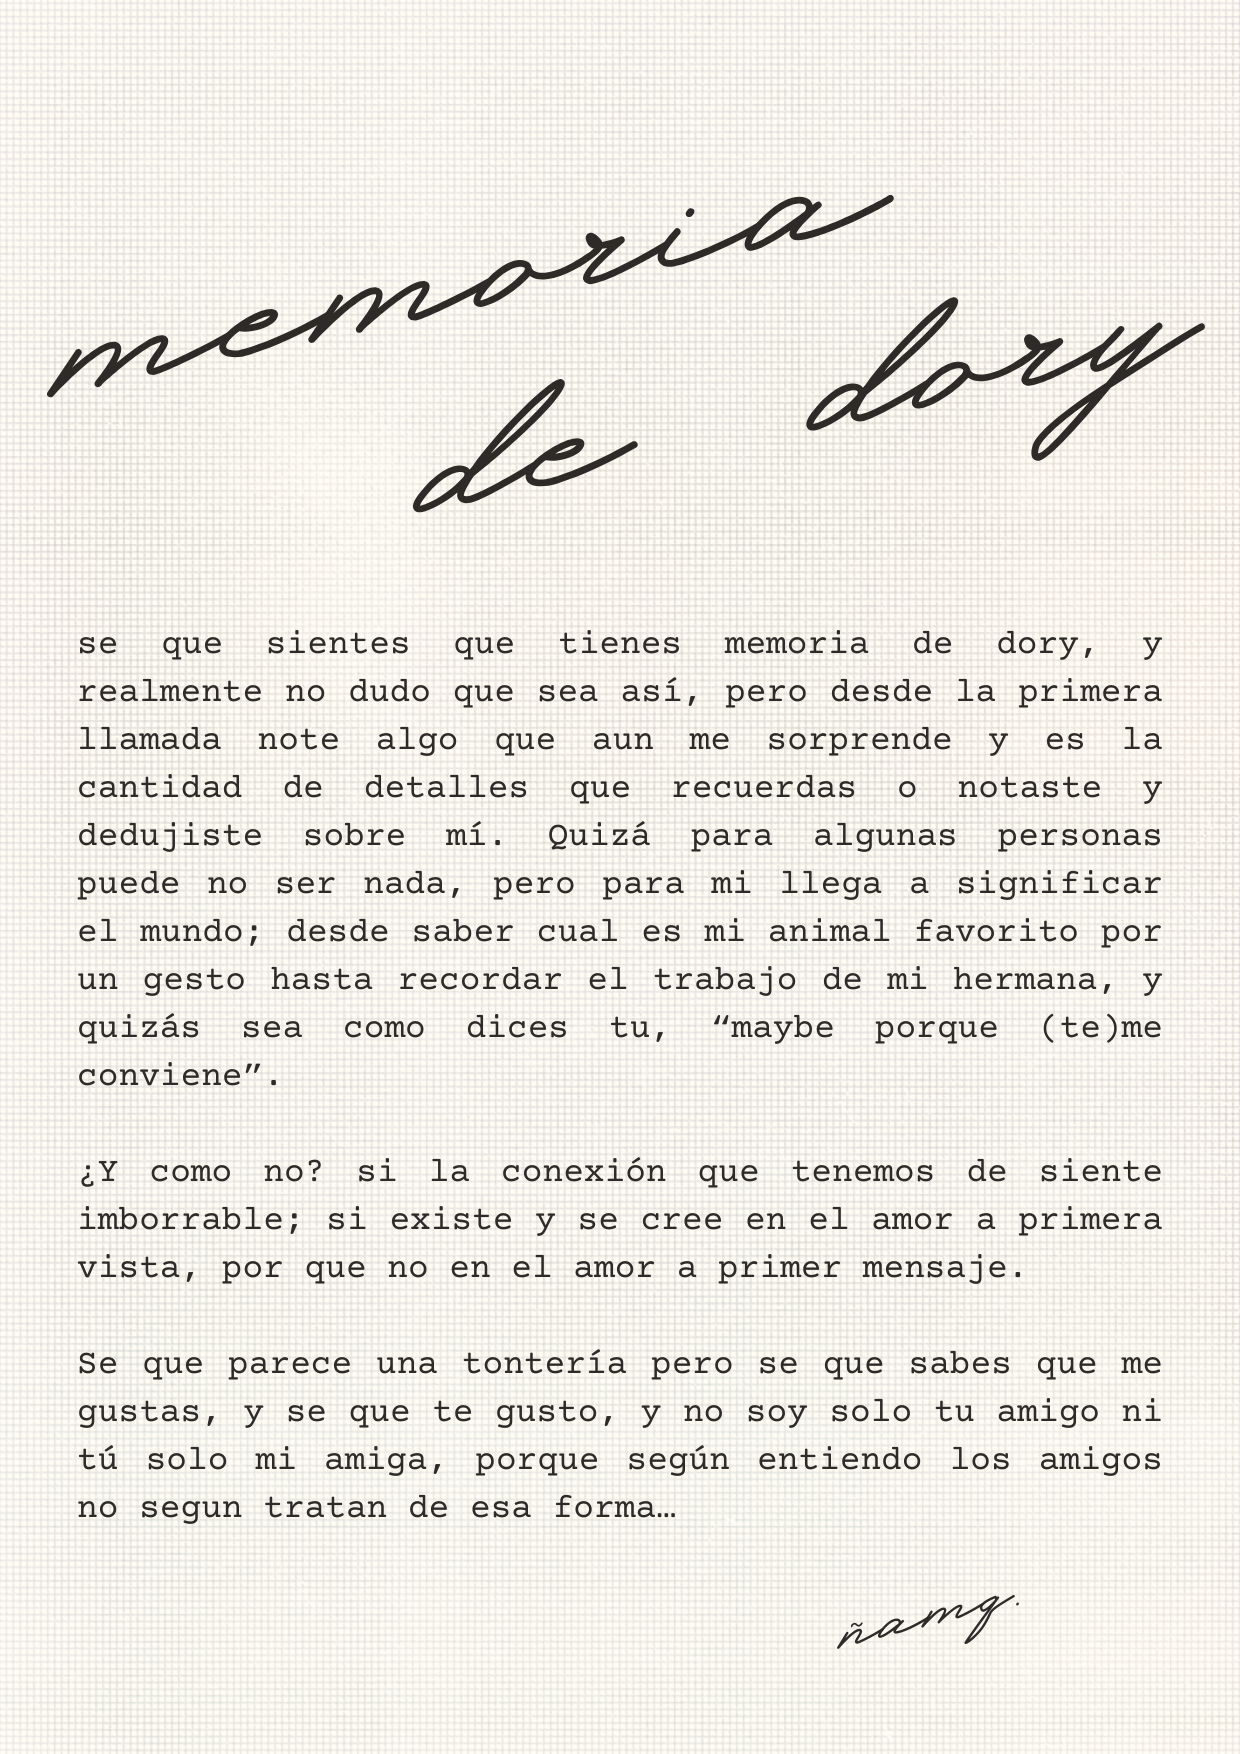 memoria
de dory
se que sientes que tienes memoria de dory, y
realmente no dudo que sea así, pero desde la primera
llamada note algo que aun me sorprende y es la
cantidad de detalles que recuerdas o notaste y
dedujiste sobre mí. Quizá para algunas personas
puede no ser nada, pero para mi llega a significar
el mundo; desde saber cual es mi animal favorito por
un gesto hasta recordar el trabajo de mi hermana, y
quizás sea como dices tu, “maybe porque (te)me
conviene”.
¿Y como no? si la conexión que tenemos de siente
imborrable; si existe y se cree en el amor a primera
vista, por que no en el amor a primer mensaje.
Se que parece una tontería pero se que sabes que me
gustas, y se que te gusto, y no soy solo tu amigo ni
tú solo mi amiga, porque según entiendo los amigos
no segun tratan de esa forma…
ñamq.